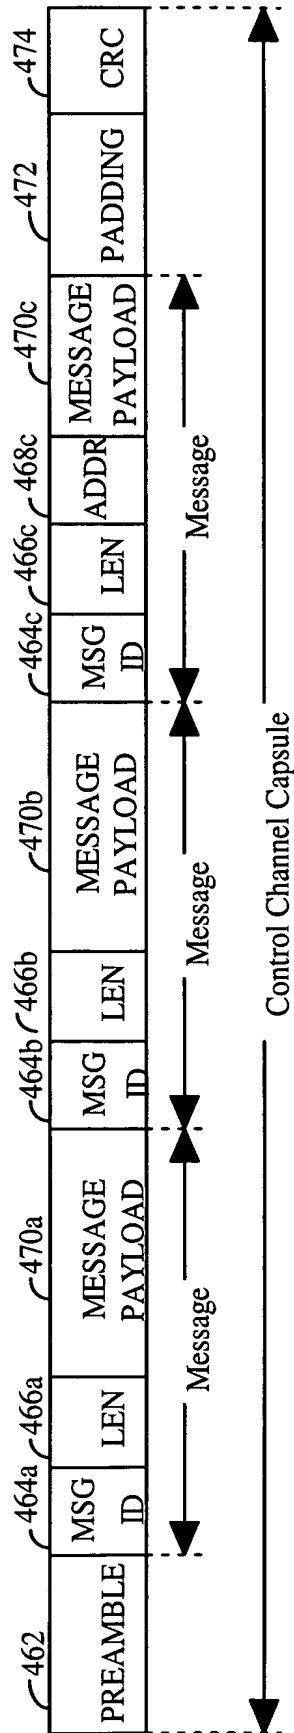 462
464a
466a
470a
464b
466b
470b
464c
466c
468c
470c
472
474
PREAMBLE
MSG
ID
LEN
MESSAGE
PAYLOAD
MSG
ID
LEN
MESSAGE
PAYLOAD
MSG
ID
LEN
ADDR
MESSAGE
PAYLOAD
PADDING
CRC
Message
Message
Message
Control Channel Capsule